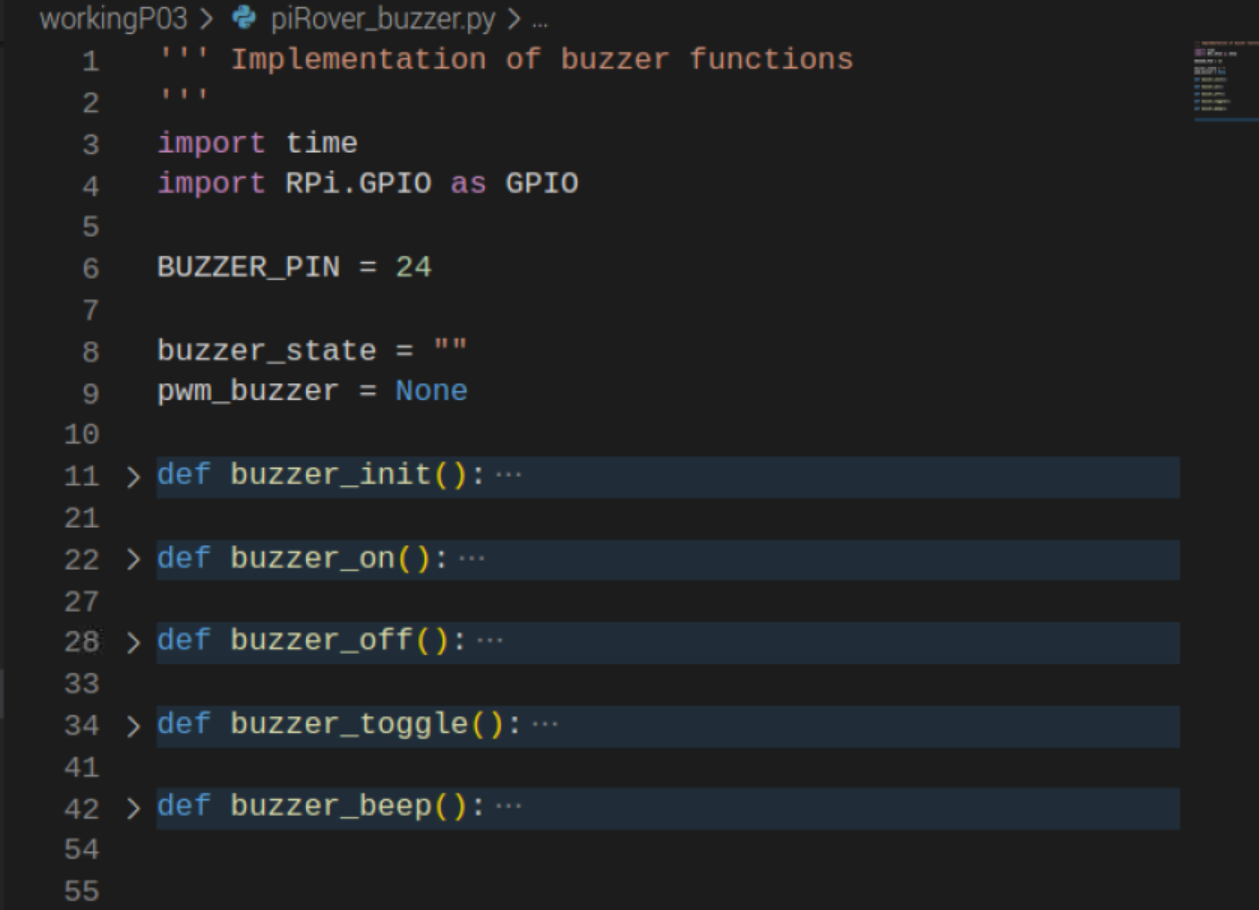 workingP03 > piRover_buzzer.py > ...
1 ''' Implementation of buzzer functions
2 '''
3 import time
4 import RPi.GPIO as GPIO
5
6 BUZZER_PIN = 24
7
8 buzzer_state = ""
9 pwm_buzzer = None
10
11 > def buzzer_init(): ···
21
22 > def buzzer_on(): ···
27
28 > def buzzer_off(): ···
33
34 > def buzzer_toggle(): ···
41
42 > def buzzer_beep(): ···
54
55